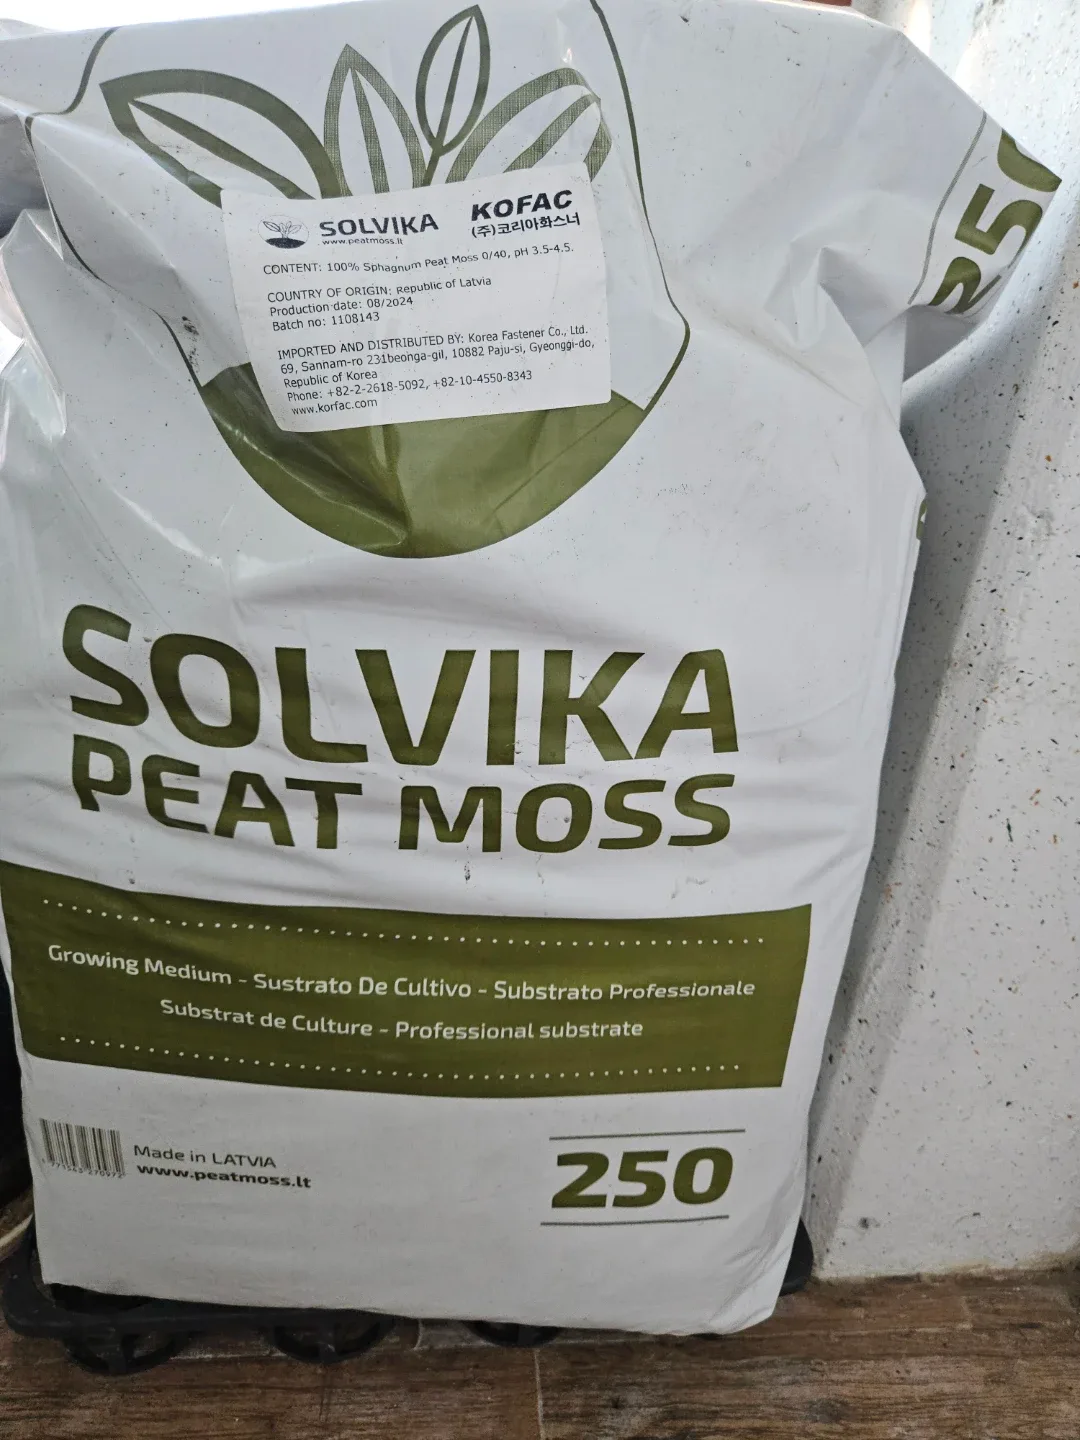 250
SOLVIKA KOFAC
www.peatmoss.lt (주)코리아화스너
CONTENT: 100% Sphagnum Peat Moss 0/40, pH 3.5-4.5.
COUNTRY OF ORIGIN: Republic of Latvia
Production date: 08/2024
Batch no: 1108143
IMPORTED AND DISTRIBUTED BY: Korea Fastener Co., Ltd.
69, Sannam-ro 231beonga-gil, 10882 Paju-si, Gyeonggi-do,
Republic of Korea
Phone: +82-2-2618-5092, +82-10-4550-8343
www.korfac.com
SOLVIKA
PEAT MOSS
Growing Medium - Sustrato De Cultivo - Substrato Professionale
Substrat de Culture - Professional substrate
Made in LATVIA
www.peatmoss.lt
250